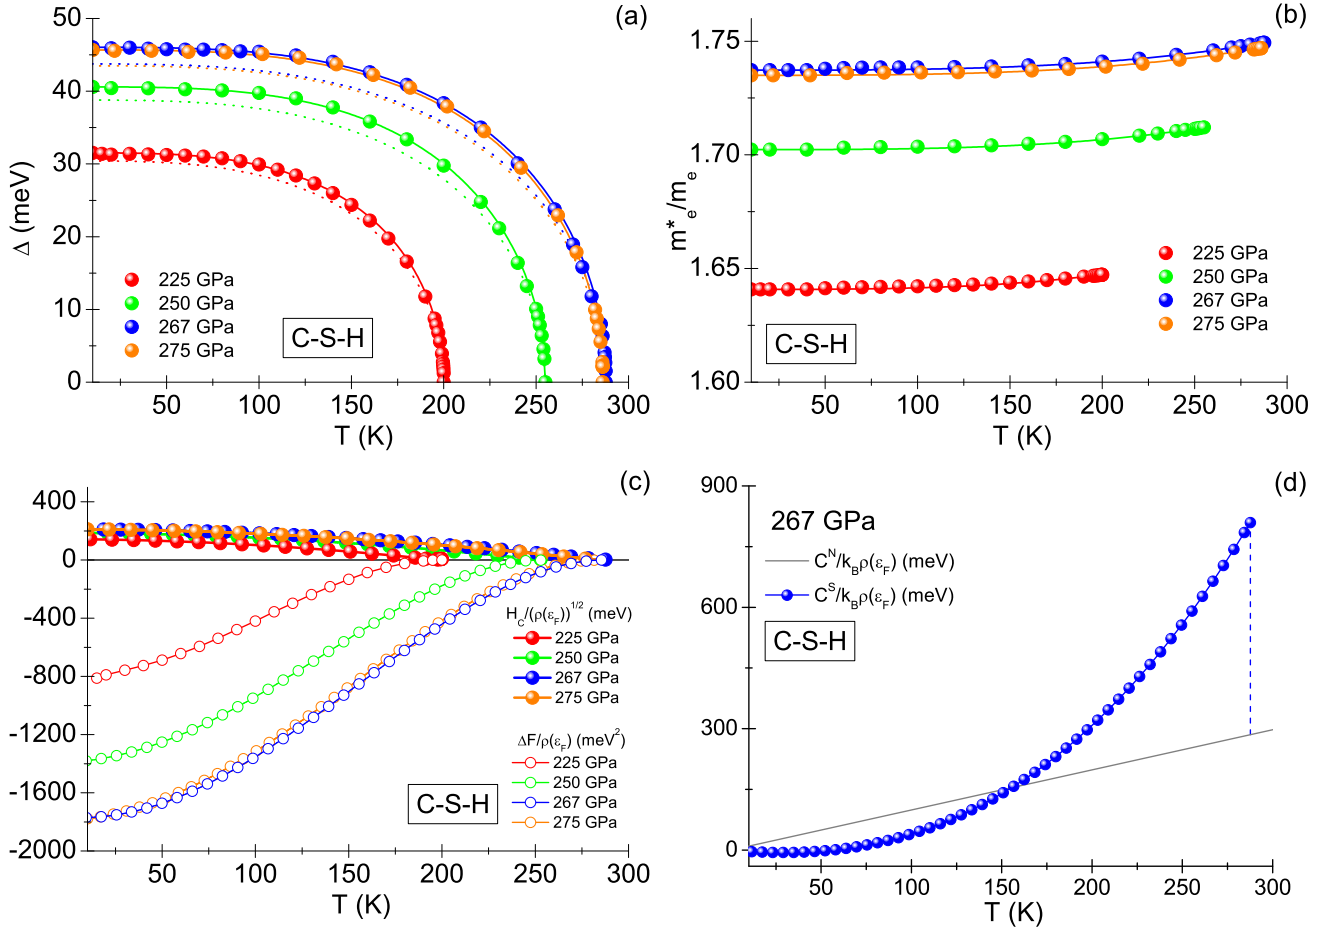 (a)
Δ (meV)
50
40
30
20
10
0
225 GPa
250 GPa
267 GPa
275 GPa
C-S-H
50 100 150 200 250 300
T (K)
(b)
m*e/me
1.75
1.70
1.65
1.60
225 GPa
250 GPa
267 GPa
275 GPa
C-S-H
50 100 150 200 250 300
T (K)
(c)
400
0
-400
-800
-1200
-1600
-2000
HC/(ρ(εF))1/2 (meV)
225 GPa
250 GPa
267 GPa
275 GPa
ΔF/ρ(εF) (meV2)
225 GPa
250 GPa
267 GPa
275 GPa
C-S-H
50 100 150 200 250 300
T (K)
(d)
900
600
300
0
267 GPa
CN/kBρ(εF) (meV)
CS/kBρ(εF) (meV)
C-S-H
50 100 150 200 250 300
T (K)